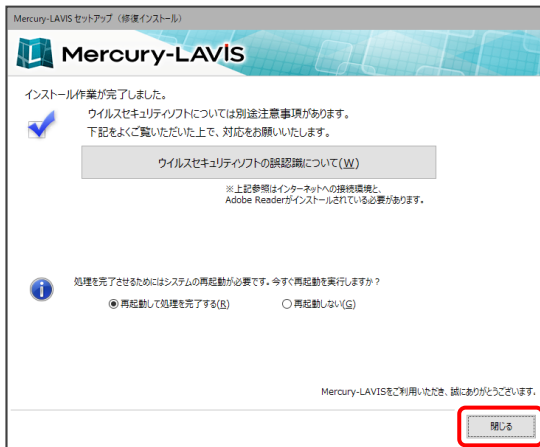 Mercury-LAVIS セットアップ（修復インストール）
Mercury-LAVIS
インストール作業が完了しました。
ウイルスセキュリティソフトについては別途注意事項があります。
下記をよくご覧いただいた上で、対応をお願いいたします。
ウイルスセキュリティソフトの誤認識について(W)
※上記参照はインターネットへの接続環境と、
Adobe Readerがインストールされている必要があります。
処理を完了させるためにはシステムの再起動が必要です。今すぐ再起動を実行しますか？
再起動して処理を完了する(R) 再起動しない(G)
Mercury-LAVISをご利用いただき、誠にありがとうございます。
閉じる